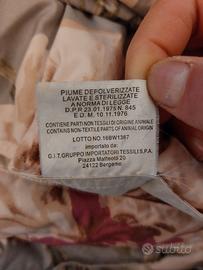 PIUME DEPOLVERIZZATE
LAVATE E STERILIZZATE
A NORMA DI LEGGE
D.P.R 23.01.1975 N. 845
E D. M. 10 11. 1976
CONTIENE PARTI NON TESSILI DI ORIGINE ANIMALE
CONTAINS NON-TEXTILE PARTS OF ANIMAL ORIGIN
LOTTO NO. 16BW1367
importato da:
G.I.T. GRUPPO IMPORTATORI TESSILI S.P.A.
Piazza Matteotti 20
24122 Bergamo
subito